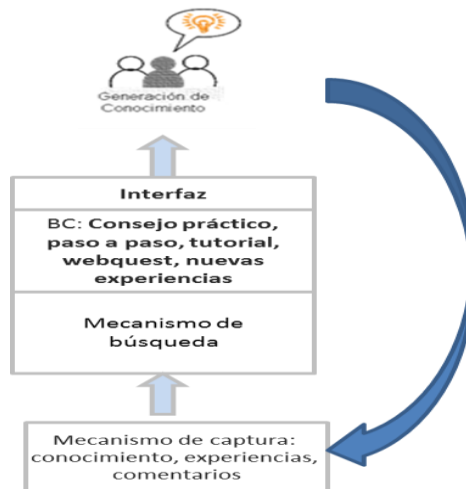 Generación de
Conocimiento
Interfaz
BC: Consejo práctico,
paso a paso, tutorial,
webquest, nuevas
experiencias
Mecanismo de
búsqueda
Mecanismo de captura:
conocimiento, experiencias,
comentarios